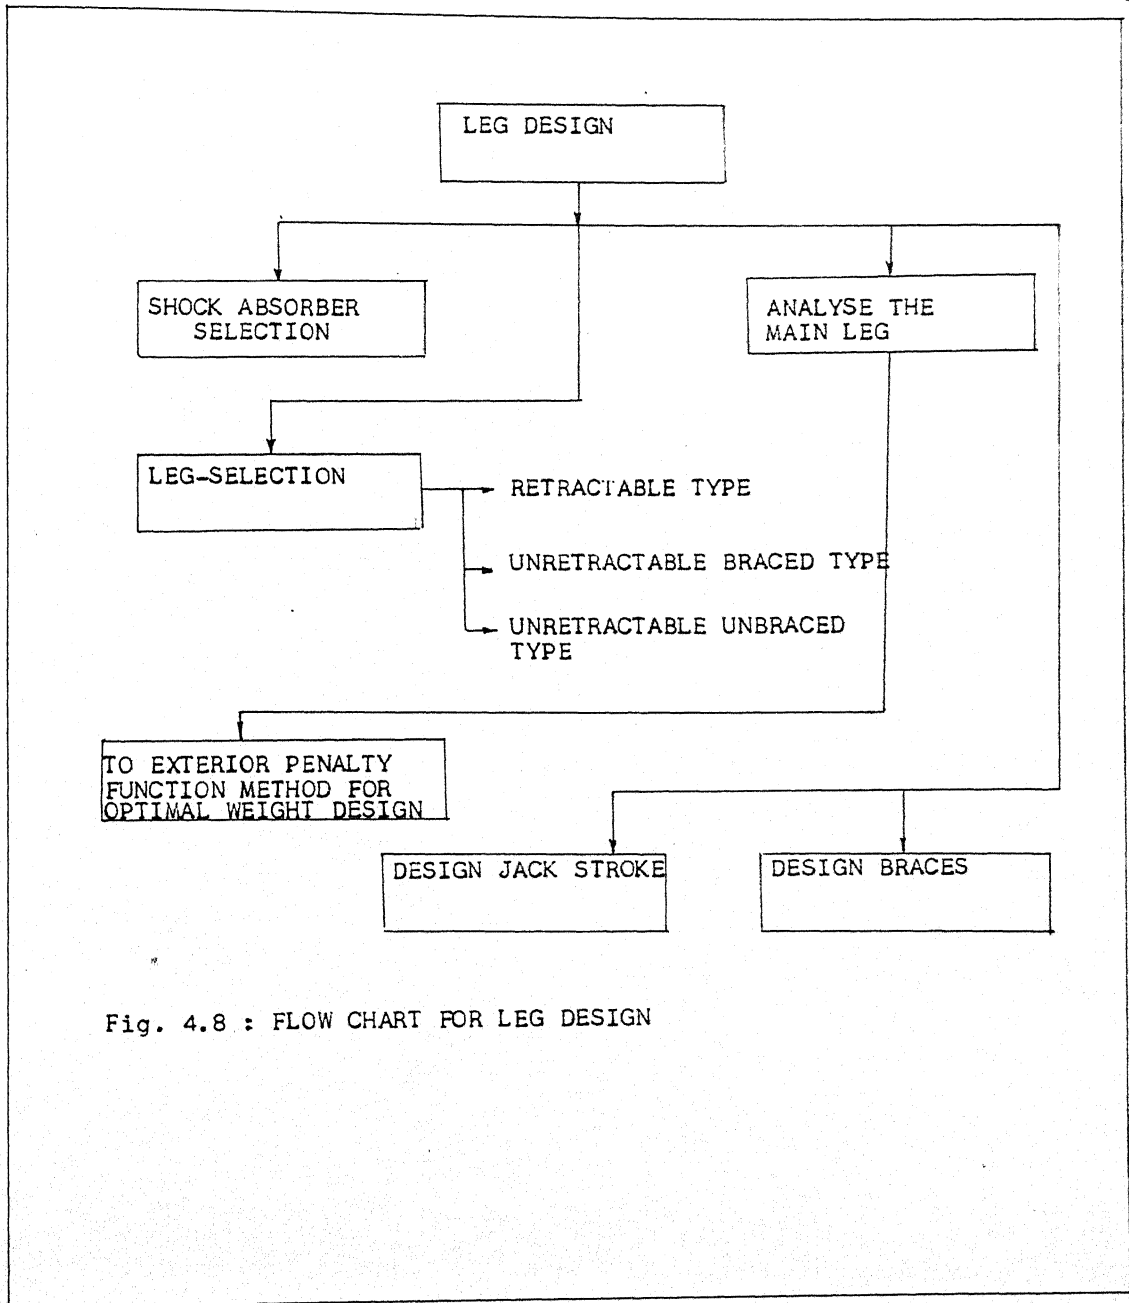 LEG DESIGN
SHOCK ABSORBER
SELECTION
ANALYSE THE
MAIN LEG
LEG-SELECTION
RETRACTABLE TYPE
UNRETRACTABLE BRACED TYPE
UNRETRACTABLE UNBRACED
TYPE
TO EXTERIOR PENALTY
FUNCTION METHOD FOR
OPTIMAL WEIGHT DESIGN
DESIGN JACK STROKE
DESIGN BRACES
Fig. 4.8 : FLOW CHART FOR LEG DESIGN